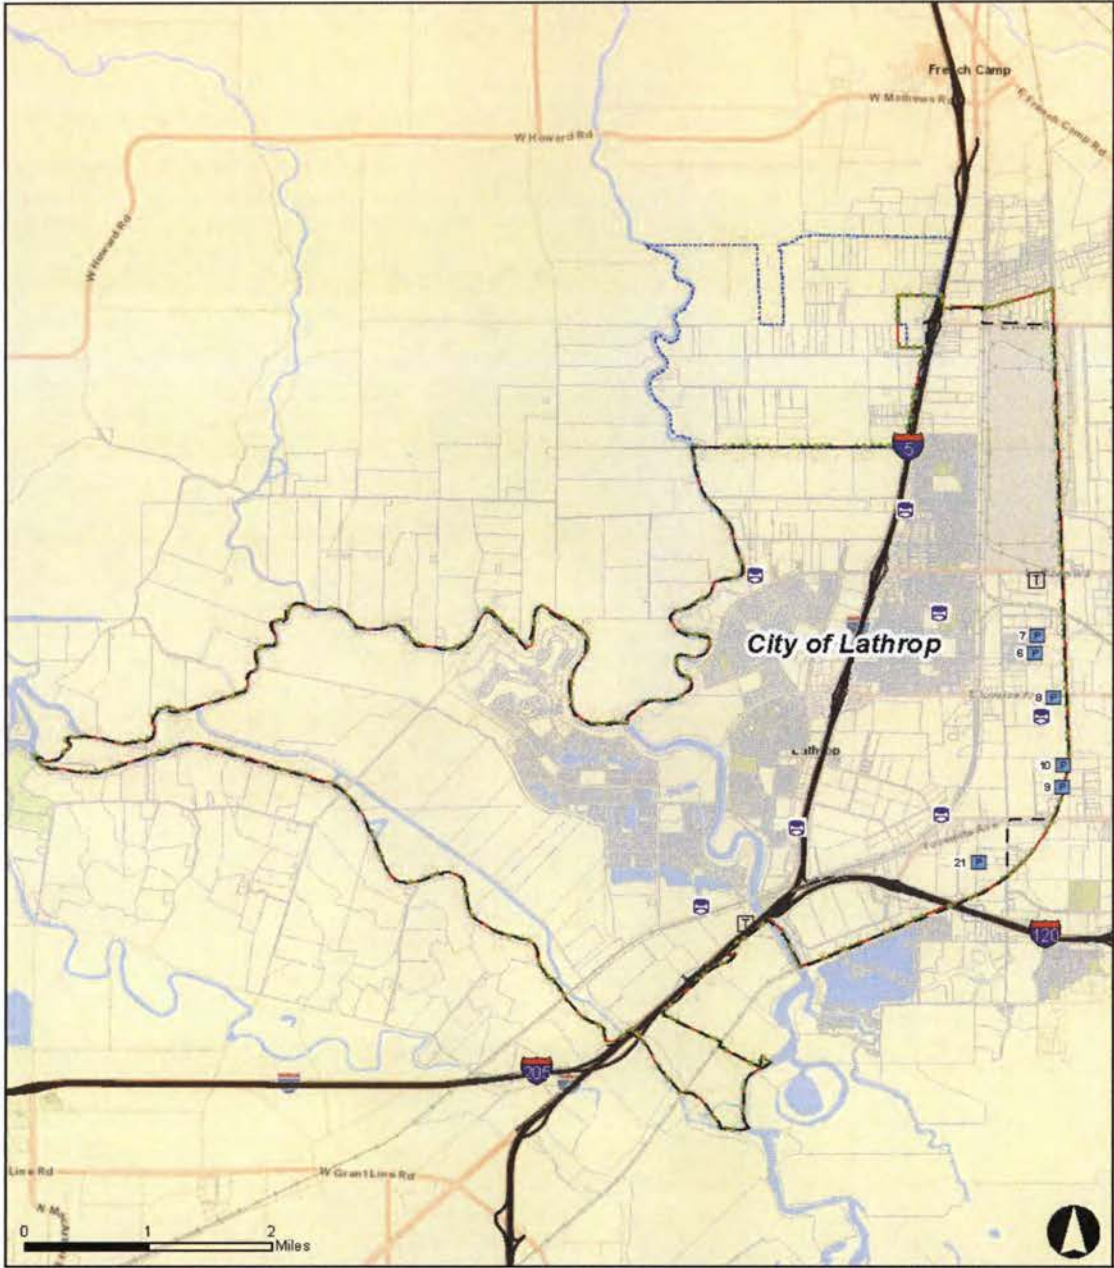 French Camp
W Mathews Rd
E French Camp Rd
W Howard Rd
W Howard Rd
5
T
7 P
City of Lathrop
6 P
8 P
Lathrop
10 P
9 P
21 P
T
120
205
Line Rd
W Grant Line Rd
0 1 2
Miles